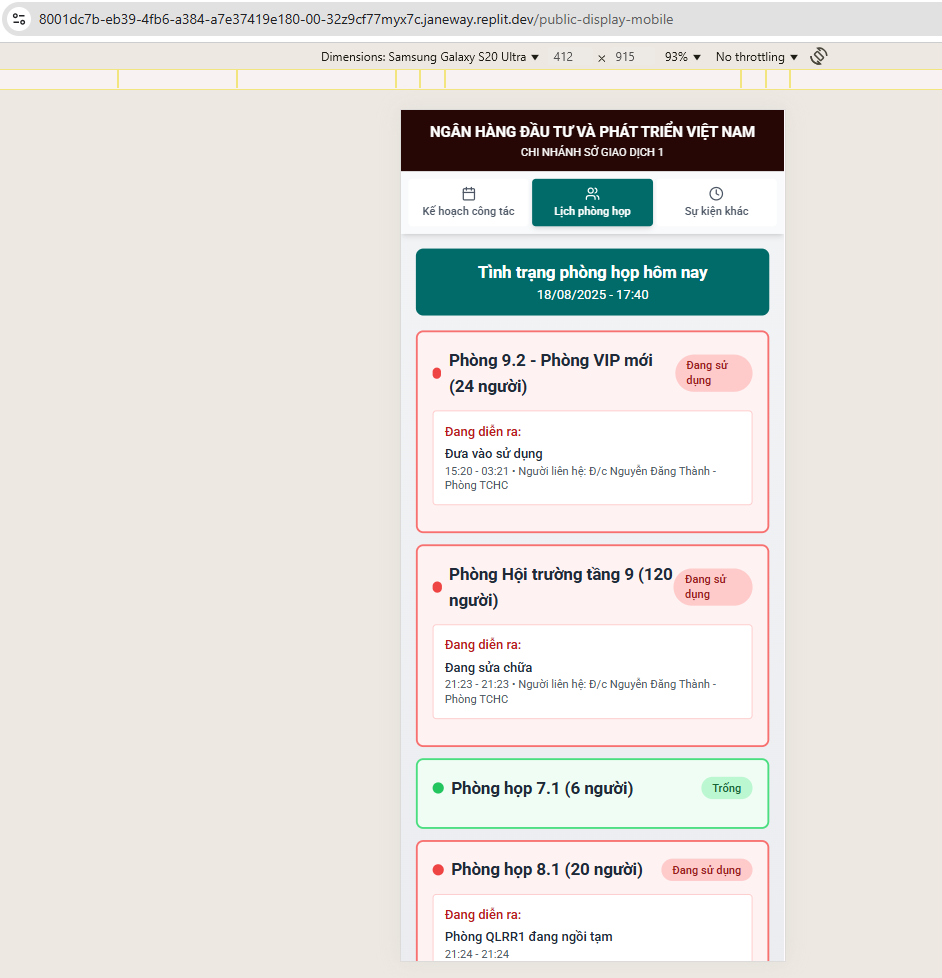 8001dc7b-eb39-4fb6-a384-a7e37419e180-00-32z9cf77myx7c.janeway.replit.dev/public-display-mobile
Dimensions: Samsung Galaxy S20 Ultra 412 × 915 93% No throttling
NGÂN HÀNG ĐẦU TƯ VÀ PHÁT TRIỂN VIỆT NAM
CHI NHÁNH SỞ GIAO DỊCH 1
Kế hoạch công tác
Lịch phòng họp
Sự kiện khác
Tình trạng phòng họp hôm nay
18/08/2025 - 17:40
Phòng 9.2 - Phòng VIP mới
(24 người)
Đang sử
dụng
Đang diễn ra:
Đưa vào sử dụng
15:20 - 03:21 • Người liên hệ: Đ/c Nguyễn Đăng Thành -
Phòng TCHC
Phòng Hội trường tầng 9 (120
người)
Đang sử
dụng
Đang diễn ra:
Đang sửa chữa
21:23 - 21:23 • Người liên hệ: Đ/c Nguyễn Đăng Thành -
Phòng TCHC
Phòng họp 7.1 (6 người)
Trống
Phòng họp 8.1 (20 người)
Đang sử dụng
Đang diễn ra:
Phòng QLRR1 đang ngồi tạm
21:24 - 21:24